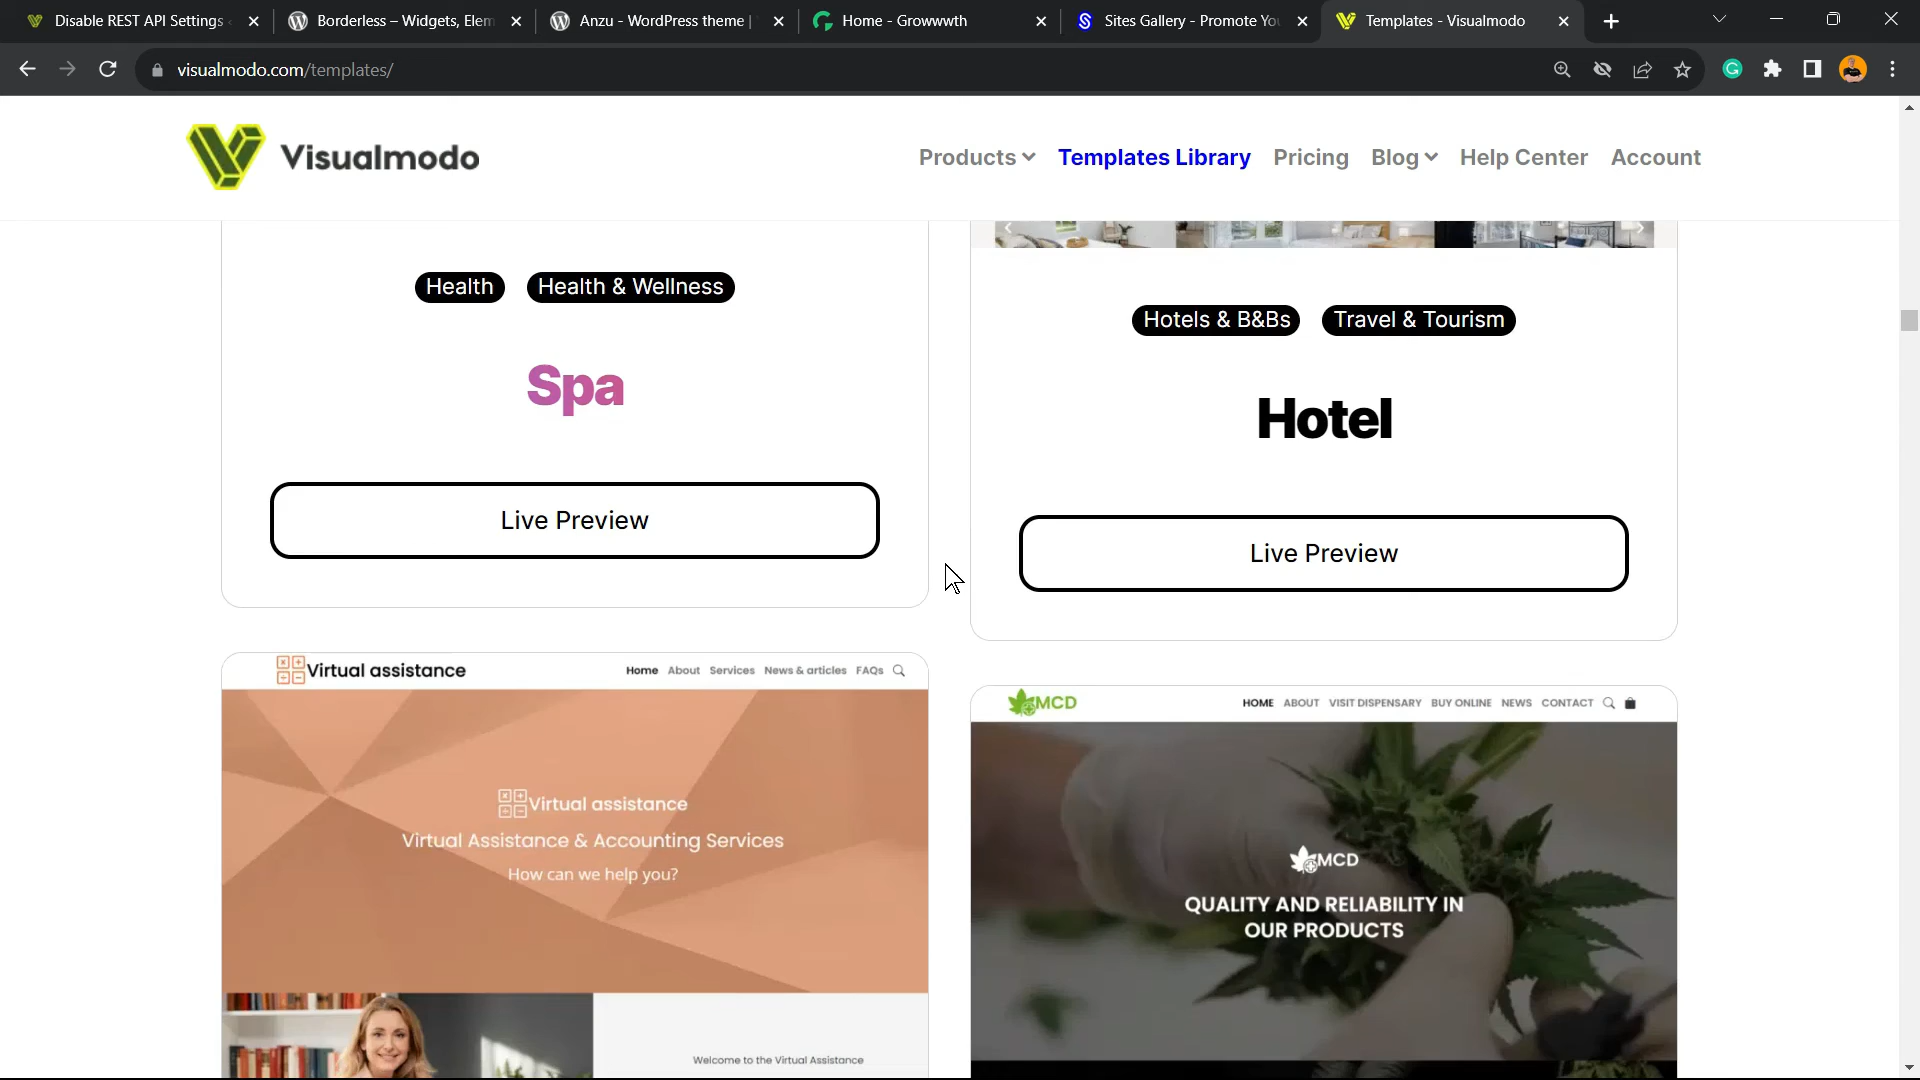 Disable REST API Settings
Borderless – Widgets, Elem
Anzu - WordPress theme |
Home - Growwwth
Sites Gallery - Promote Yo
Templates - Visualmodo
visualmodo.com/templates/
Visualmodo
Products
Templates Library
Pricing
Blog
Help Center
Account
Health
Health & Wellness
Spa
Live Preview
Hotels & B&Bs
Travel & Tourism
Hotel
Live Preview
Virtual assistance
Home About Services News & articles FAQs
Virtual assistance
Virtual Assistance & Accounting Services
How can we help you?
Welcome to the Virtual Assistance
MCD
HOME ABOUT VISIT DISPENSARY BUY ONLINE NEWS CONTACT
MCD
QUALITY AND RELIABILITY IN
OUR PRODUCTS